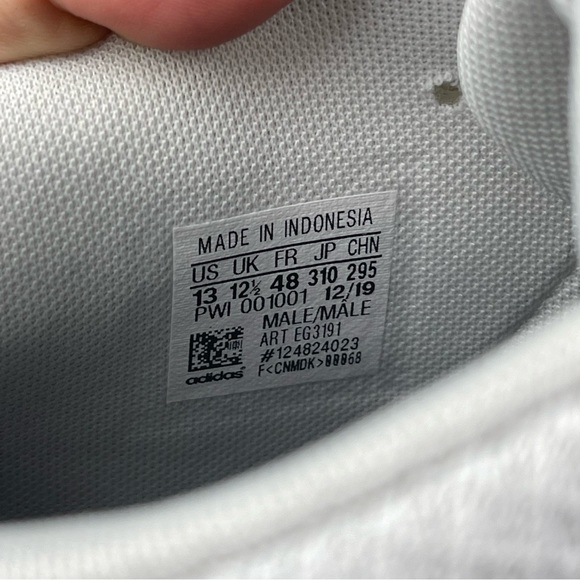 MADE IN INDONESIA
US UK FR JP CHN
13 12½ 48 310 295
PWI 001001 12/19
MALE/MÂLE
ART EG3191
#124824023
F<CNMDK>
adidas